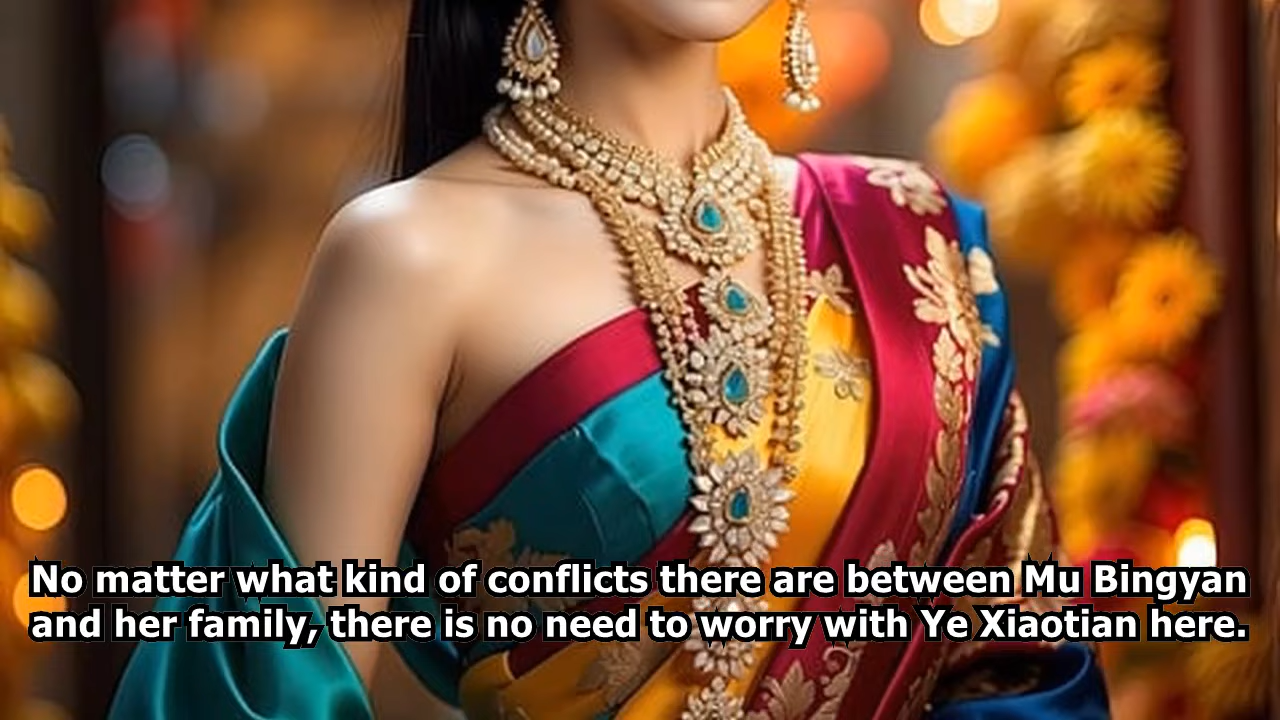 No matter what kind of conflicts there are between Mu Bingyan
and her family, there is no need to worry with Ye Xiaotian here.